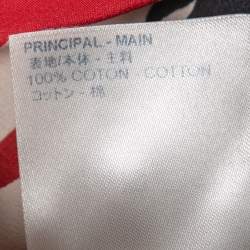 PRINCIPAL - MAIN
表地/本体 - 主料
100% COTON - COTTON
コットン - 棉